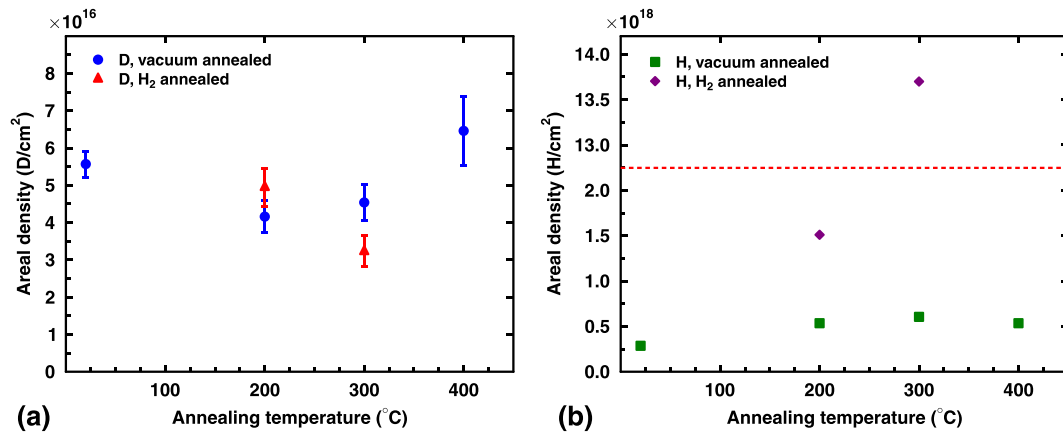 ×10^16
D, vacuum annealed
D, H₂ annealed
9
8
7
6
5
4
3
2
1
0
Areal density (D/cm²)
100 200 300 400
Annealing temperature (°C)
(a)
×10^18
H, vacuum annealed
H, H₂ annealed
14.0
13.5
13.0
2.0
1.5
1.0
0.5
0.0
Areal density (H/cm²)
100 200 300 400
Annealing temperature (°C)
(b)